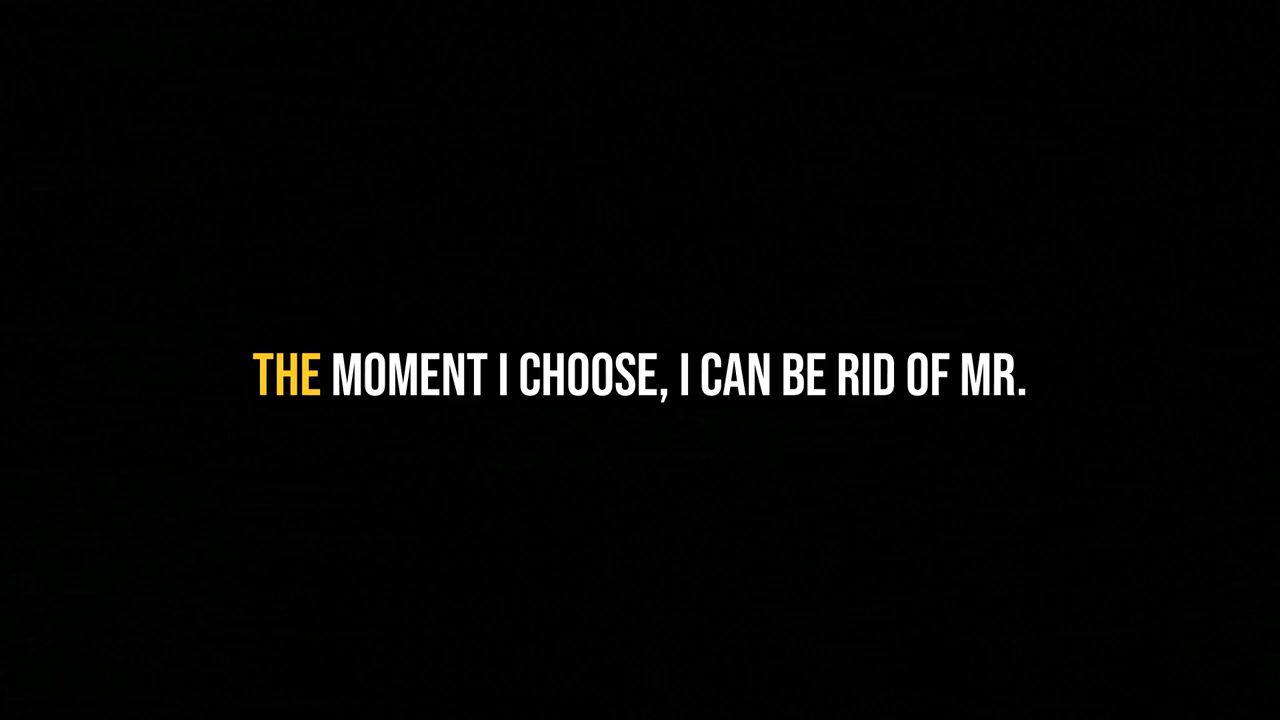 THE MOMENT I CHOOSE, I CAN BE RID OF MR.